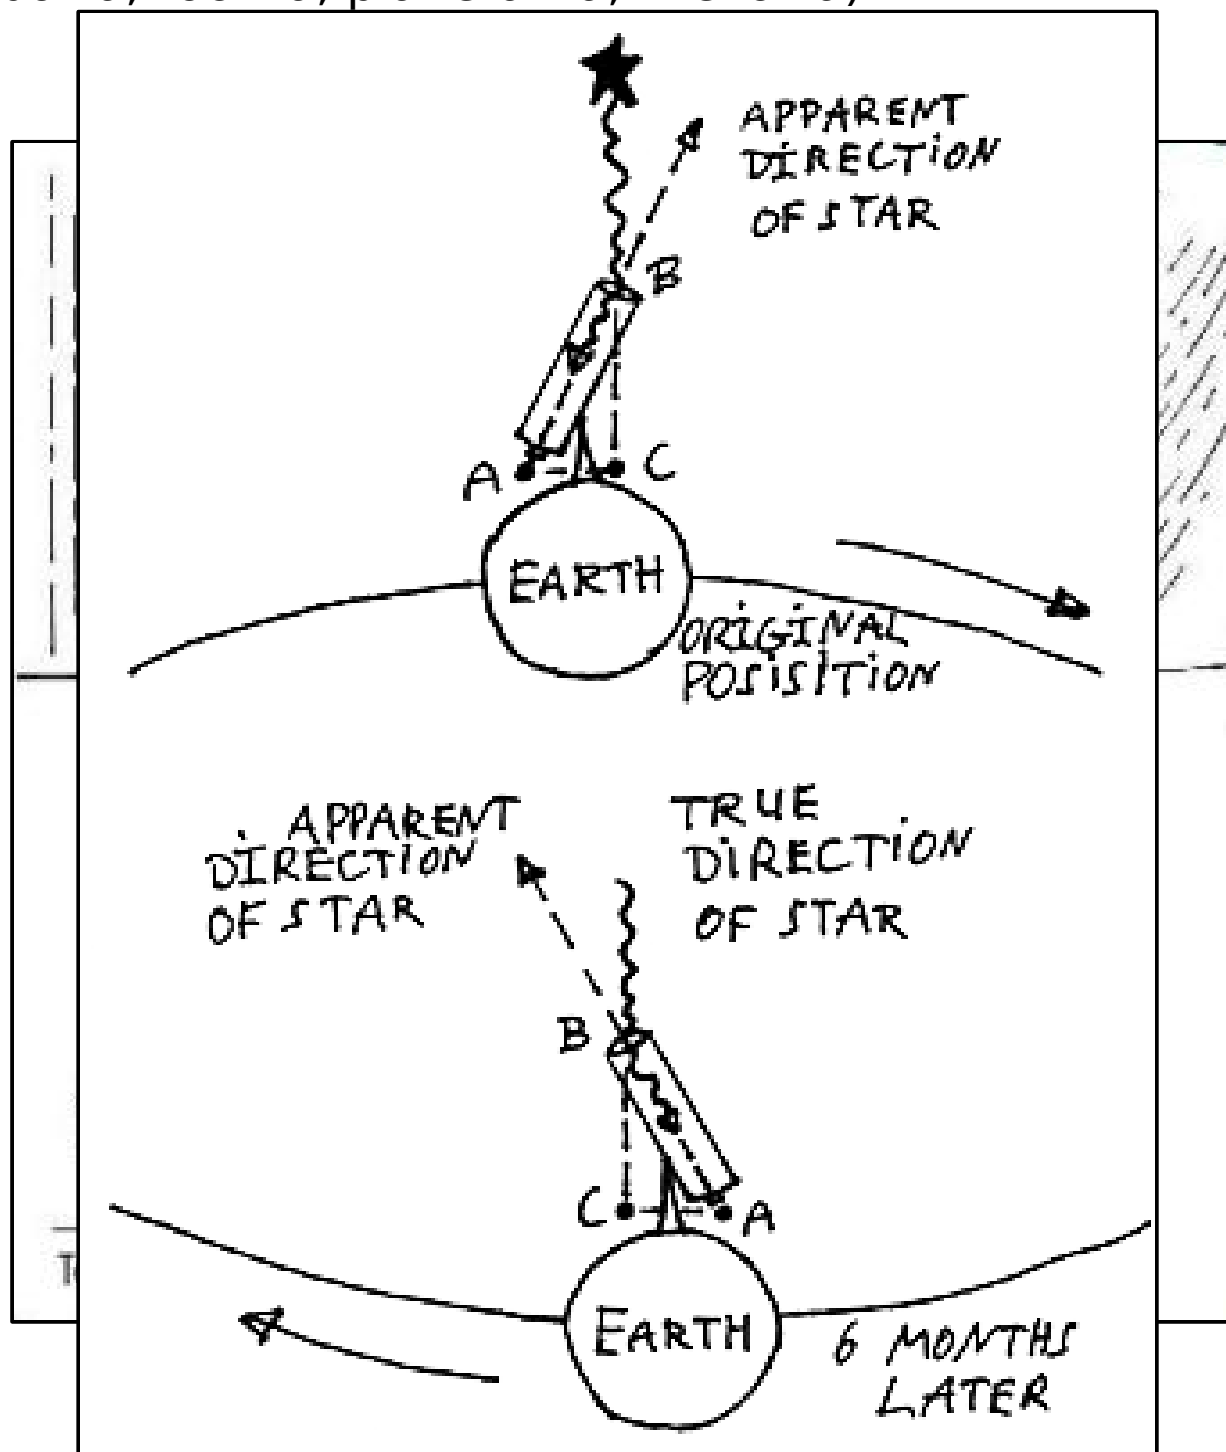 APPARENT
DIRECTION
OF STAR
B
A
C
EARTH
ORIGINAL
POSISITION
APPARENT
DIRECTION
OF STAR
TRUE
DIRECTION
OF STAR
B
C
A
EARTH
6 MONTHS
LATER